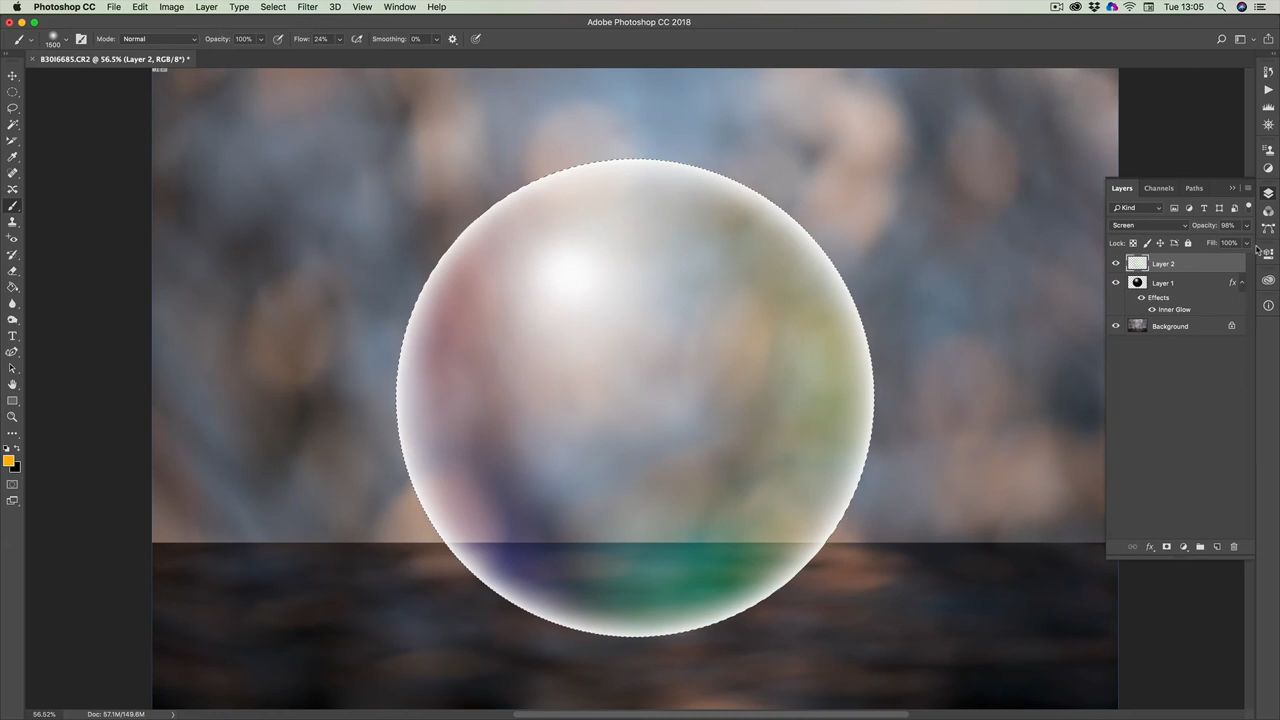 Photoshop CC File Edit Image Layer Type Select Filter 3D View Window Help Tue 13:05
Adobe Photoshop CC 2018
1500 Mode: Normal Opacity: 100% Flow: 24% Smoothing: 0%
× B30I6685.CR2 @ 56.5% (Layer 2, RGB/8*) *
Layers Channels Paths
Kind
Screen Opacity: 98%
Lock: Fill: 100%
Layer 2
Layer 1 fx
Effects
Inner Glow
Background
fx
56.52% Doc: 57.1M/149.6M